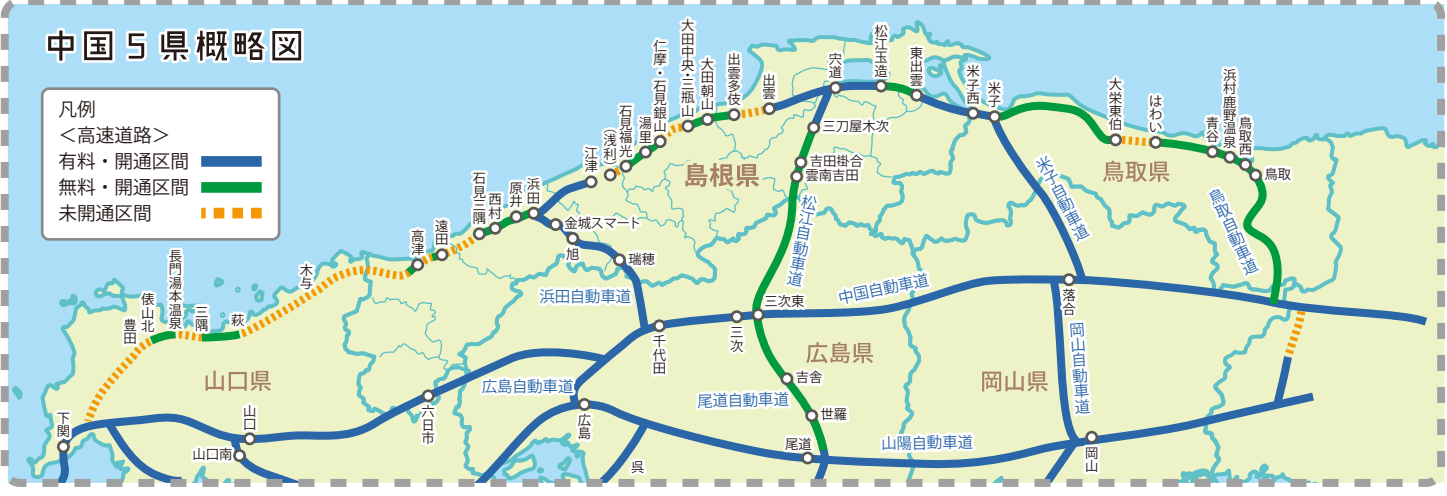 中国5県概略図
凡例
＜高速道路＞
有料・開通区間
無料・開通区間
未開通区間
下関
豊田
俵山北
長門湯本温泉
三隅
萩
木与
高津
遠田
石見三隅
西村
原井
浜田
江津
(浅利)
石見福光
湯里
仁摩・石見銀山
大田中央・三瓶山
大田朝山
出雲多伎
出雲
宍道
松江玉造
東出雲
米子西
米子
大栄東伯
はわい
青谷
浜村鹿野温泉
鳥取西
鳥取
金城スマート
旭
瑞穂
三刀屋木次
吉田掛合
雲南吉田
島根県
鳥取県
米子自動車道
鳥取自動車道
松江自動車道
浜田自動車道
中国自動車道
三次東
三次
千代田
落合
広島県
岡山県
山口県
岡山自動車道
広島自動車道
尾道自動車道
吉舎
世羅
尾道
山陽自動車道
岡山
六日市
広島
呉
山口
山口南